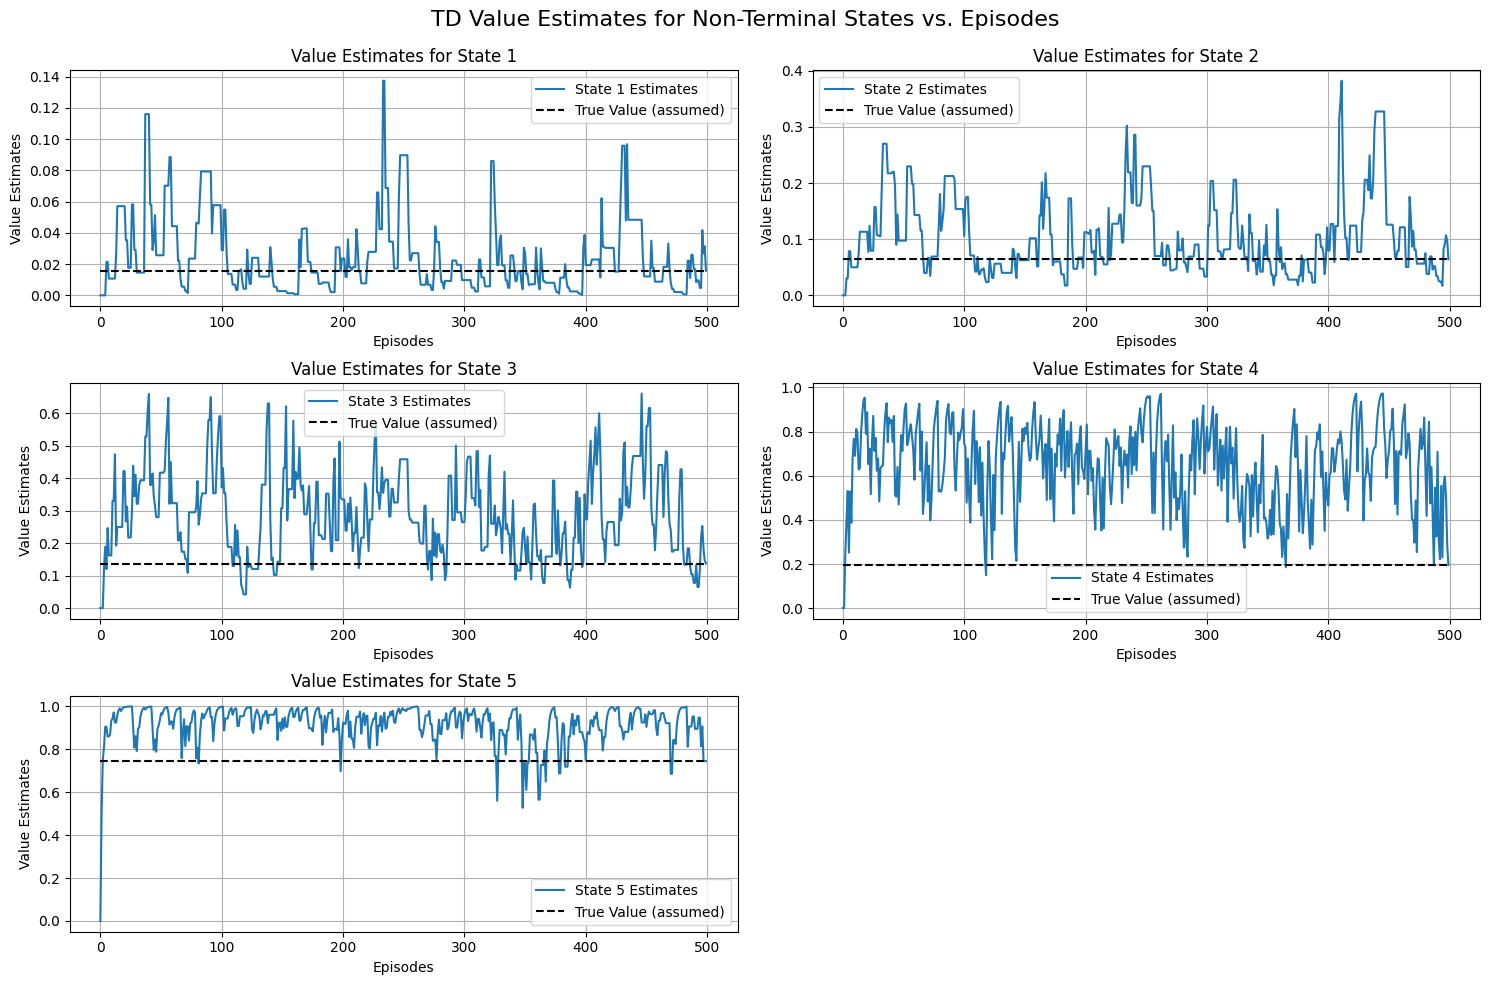 TD Value Estimates for Non-Terminal States vs. Episodes
Value Estimates for State 1
Value Estimates
0.14
0.12
0.10
0.08
0.06
0.04
0.02
0.00
State 1 Estimates
True Value (assumed)
0 100 200 300 400 500
Episodes
Value Estimates for State 2
Value Estimates
0.4
0.3
0.2
0.1
0.0
State 2 Estimates
True Value (assumed)
0 100 200 300 400 500
Episodes
Value Estimates for State 3
Value Estimates
0.6
0.5
0.4
0.3
0.2
0.1
0.0
State 3 Estimates
True Value (assumed)
0 100 200 300 400 500
Episodes
Value Estimates for State 4
Value Estimates
1.0
0.8
0.6
0.4
0.2
0.0
State 4 Estimates
True Value (assumed)
0 100 200 300 400 500
Episodes
Value Estimates for State 5
Value Estimates
1.0
0.8
0.6
0.4
0.2
0.0
State 5 Estimates
True Value (assumed)
0 100 200 300 400 500
Episodes